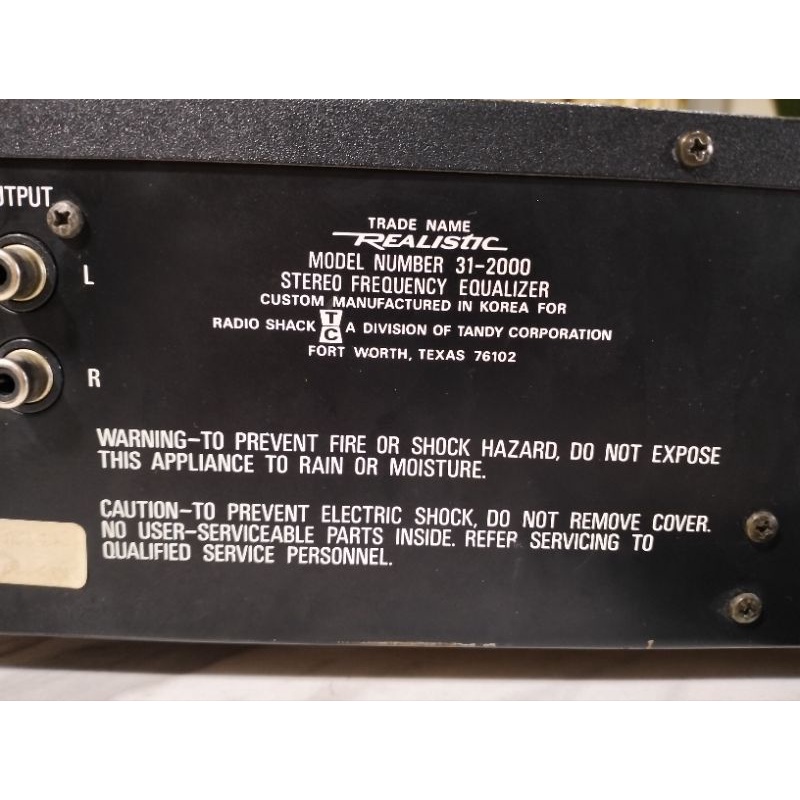 TRADE NAME
REALISTIC
MODEL NUMBER 31-2000
STEREO FREQUENCY EQUALIZER
CUSTOM MANUFACTURED IN KOREA FOR
RADIO SHACK TC A DIVISION OF TANDY CORPORATION
FORT WORTH, TEXAS 76102
L
R
WARNING-TO PREVENT FIRE OR SHOCK HAZARD, DO NOT EXPOSE
THIS APPLIANCE TO RAIN OR MOISTURE.
CAUTION-TO PREVENT ELECTRIC SHOCK, DO NOT REMOVE COVER.
NO USER-SERVICEABLE PARTS INSIDE. REFER SERVICING TO
QUALIFIED SERVICE PERSONNEL.